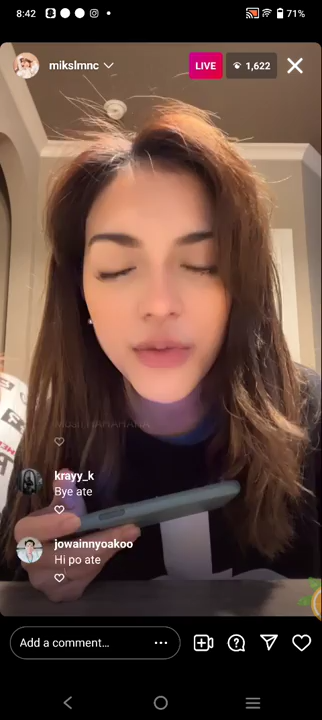 8:42
71%
mikslmnc
LIVE
1,622
krayy_k
Bye ate
jowainnyoakoo
Hi po ate
Add a comment...